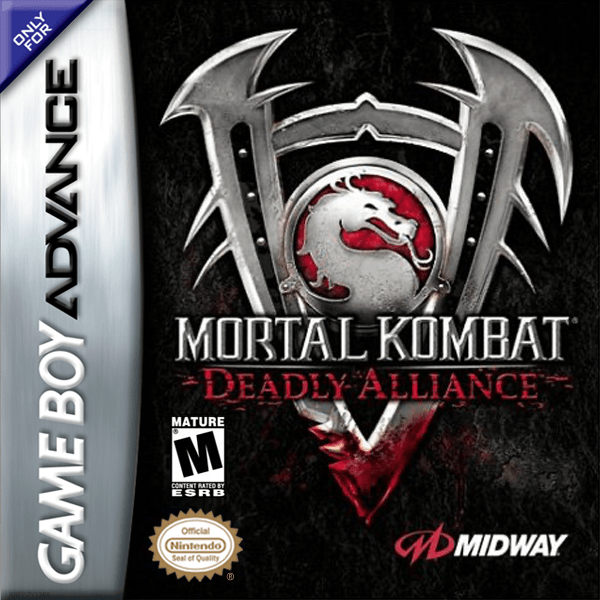 ONLY
FOR
GAME BOY ADVANCE
MORTAL KOMBAT®
DEADLY ALLIANCE
MATURE
®
M
CONTENT RATED BY
ESRB
Official
Nintendo
Seal of Quality
®
MIDWAY